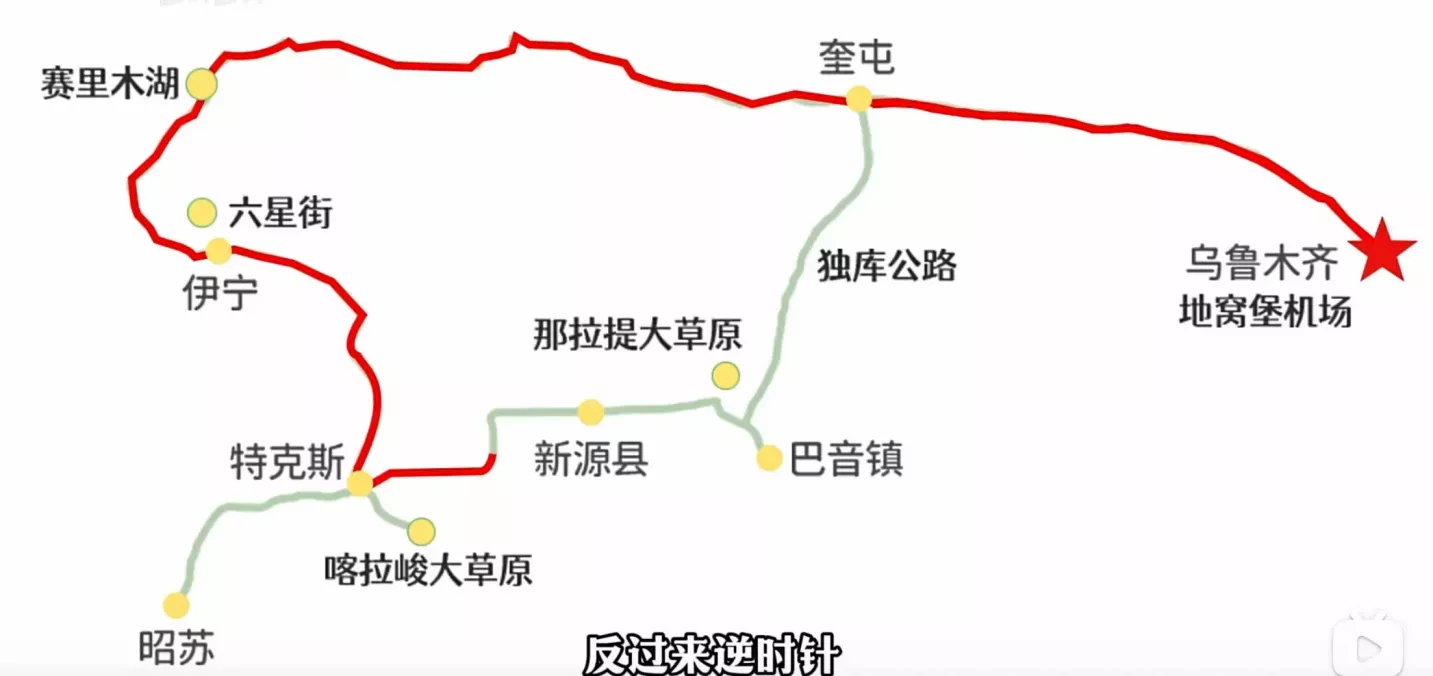 奎屯
赛里木湖
六星街
伊宁
独库公路
乌鲁木齐
地窝堡机场
那拉提大草原
特克斯
新源县
巴音镇
喀拉峻大草原
昭苏
反过来逆时针